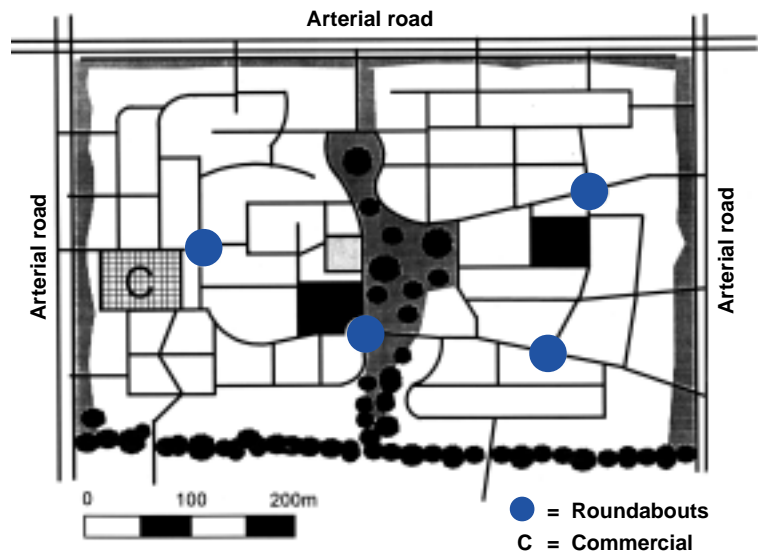 Arterial road
Arterial road
Arterial road
C
0 100 200m
= Roundabouts
C = Commercial